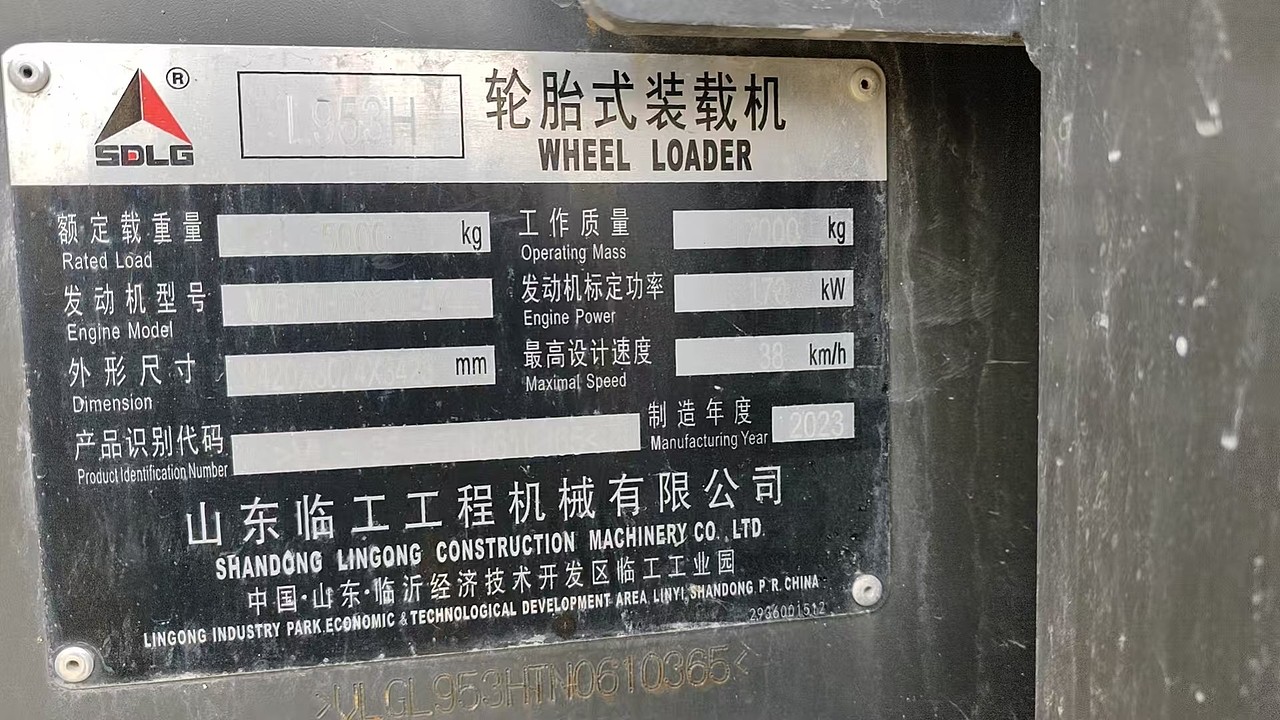 SDLG ®
L953H
轮胎式装载机
WHEEL LOADER
额定载重量 kg
Rated Load
工作质量 kg
Operating Mass
发动机型号
Engine Model
发动机标定功率 kW
Engine Power
外形尺寸 mm
Dimension
最高设计速度 38 km/h
Maximal Speed
产品识别代码
Product Identification Number
制造年度 2023
Manufacturing Year
山东临工工程机械有限公司
SHANDONG LINGONG CONSTRUCTION MACHINERY CO., LTD.
中国·山东·临沂经济技术开发区临工工业园
LINGONG INDUSTRY PARK.ECONOMIC & TECHNOLOGICAL DEVELOPMENT AREA, LINYI, SHANDONG, P. R. CHINA
2936001512